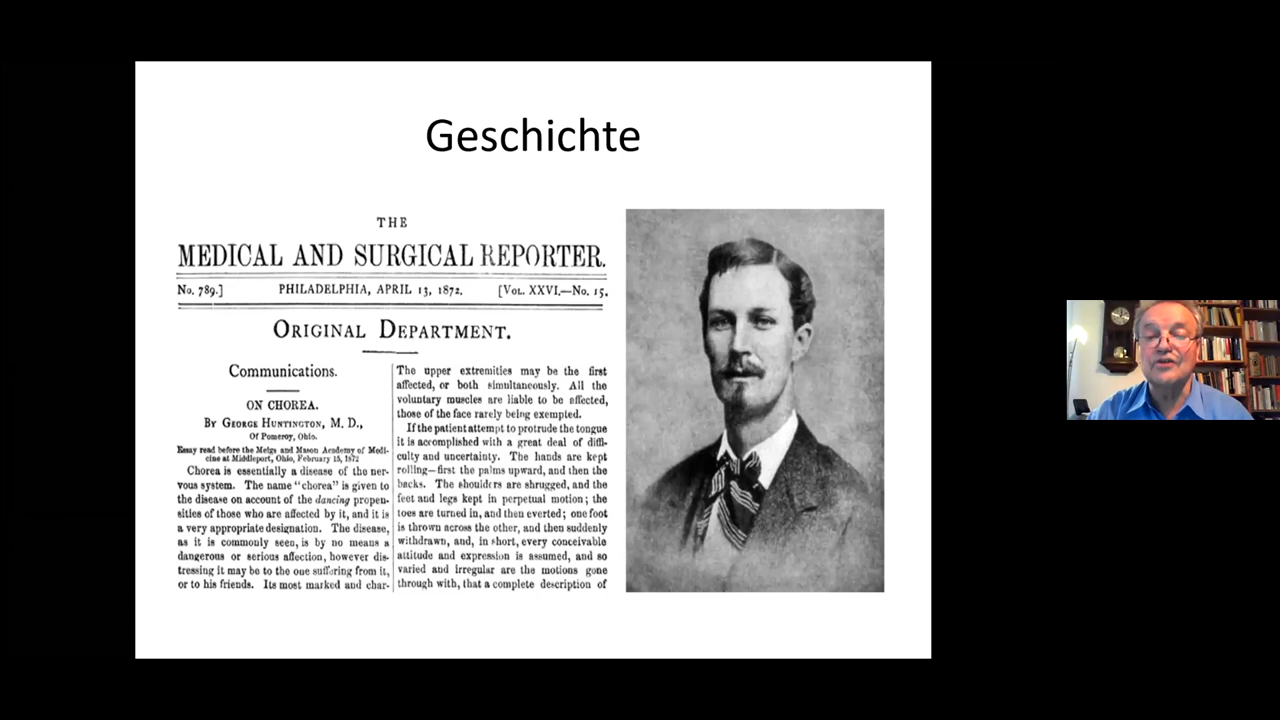 Geschichte
THE
MEDICAL AND SURGICAL REPORTER.
No. 789.]
PHILADELPHIA, APRIL 13, 1872.
[VOL. XXVI.—No. 15.
ORIGINAL DEPARTMENT.
Communications.
ON CHOREA.
BY GEORGE HUNTINGTON, M. D.,
Of Pomeroy, Ohio.
Essay read before the Meigs and Mason Academy of Medi-
cine at Middleport, Ohio, February 15, 1872
Chorea is essentially a disease of the ner-
vous system. The name "chorea" is given to
the disease on account of the dancing propen-
sities of those who are affected by it, and it is
a very appropriate designation. The disease,
as it is commonly seen, is by no means a
dangerous or serious affection, however dis-
tressing it may be to the one suffering from it,
or to his friends. Its most marked and char-
The upper extremities may be the first
affected, or both simultaneously. All the
voluntary muscles are liable to be affected,
those of the face rarely being exempted.
If the patient attempt to protrude the tongue
it is accomplished with a great deal of diffi-
culty and uncertainty. The hands are kept
rolling—first the palms upward, and then the
backs. The shoulders are shrugged, and the
feet and legs kept in perpetual motion; the
toes are turned in, and then everted; one foot
is thrown across the other, and then suddenly
withdrawn, and, in short, every conceivable
attitude and expression is assumed, and so
varied and irregular are the motions gone
through with, that a complete description of